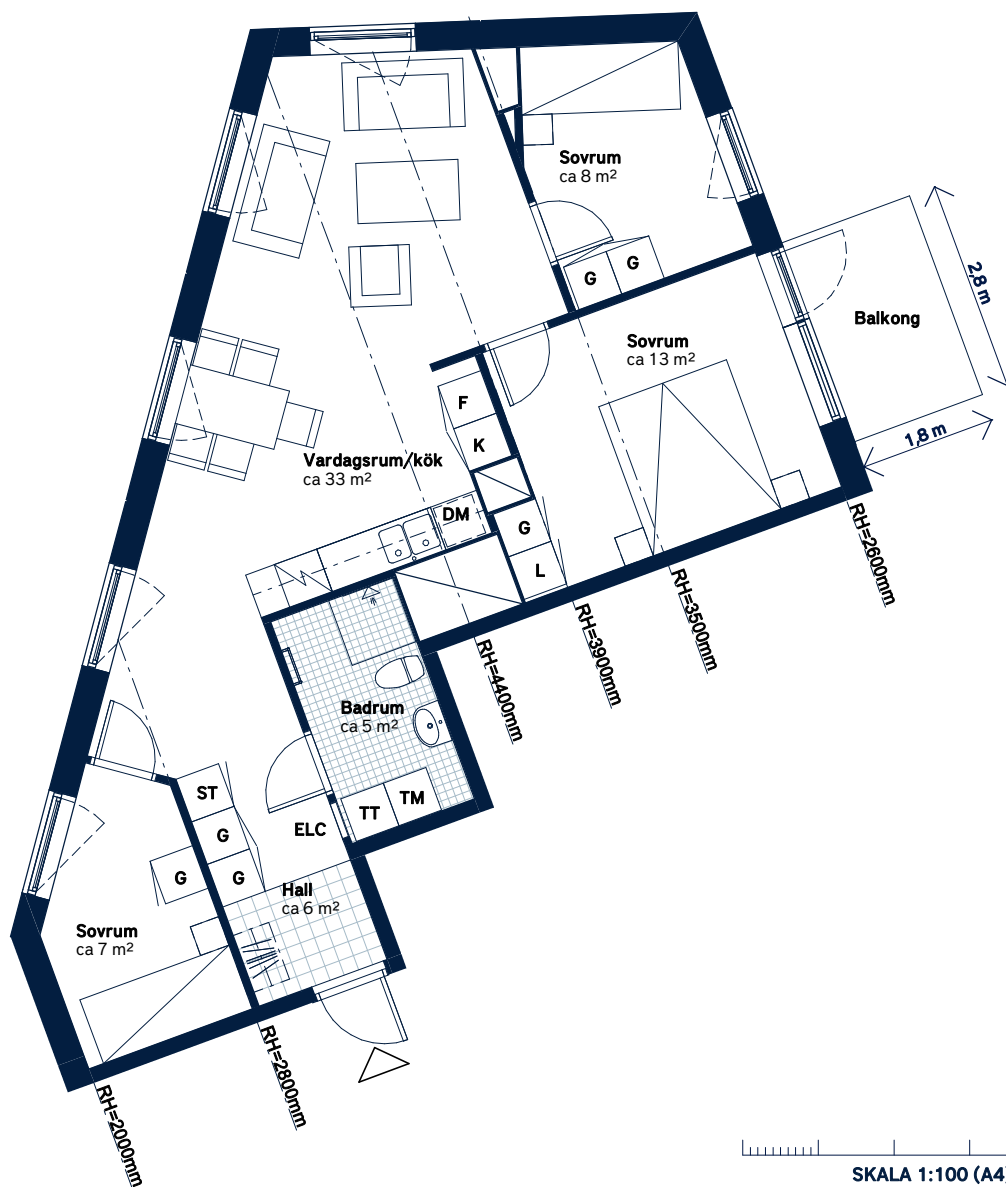 Sovrum
ca 8 m²
G
G
Sovrum
ca 13 m²
Balkong
2,8 m
1,8 m
F
K
Vardagsrum/kök
ca 33 m²
DM
G
L
RH=2600mm
RH=3500mm
RH=3900mm
RH=4400mm
Badrum
ca 5 m²
TT
TM
ST
ELC
G
G
G
Hall
ca 6 m²
Sovrum
ca 7 m²
RH=2800mm
RH=2000mm
SKALA 1:100 (A4)